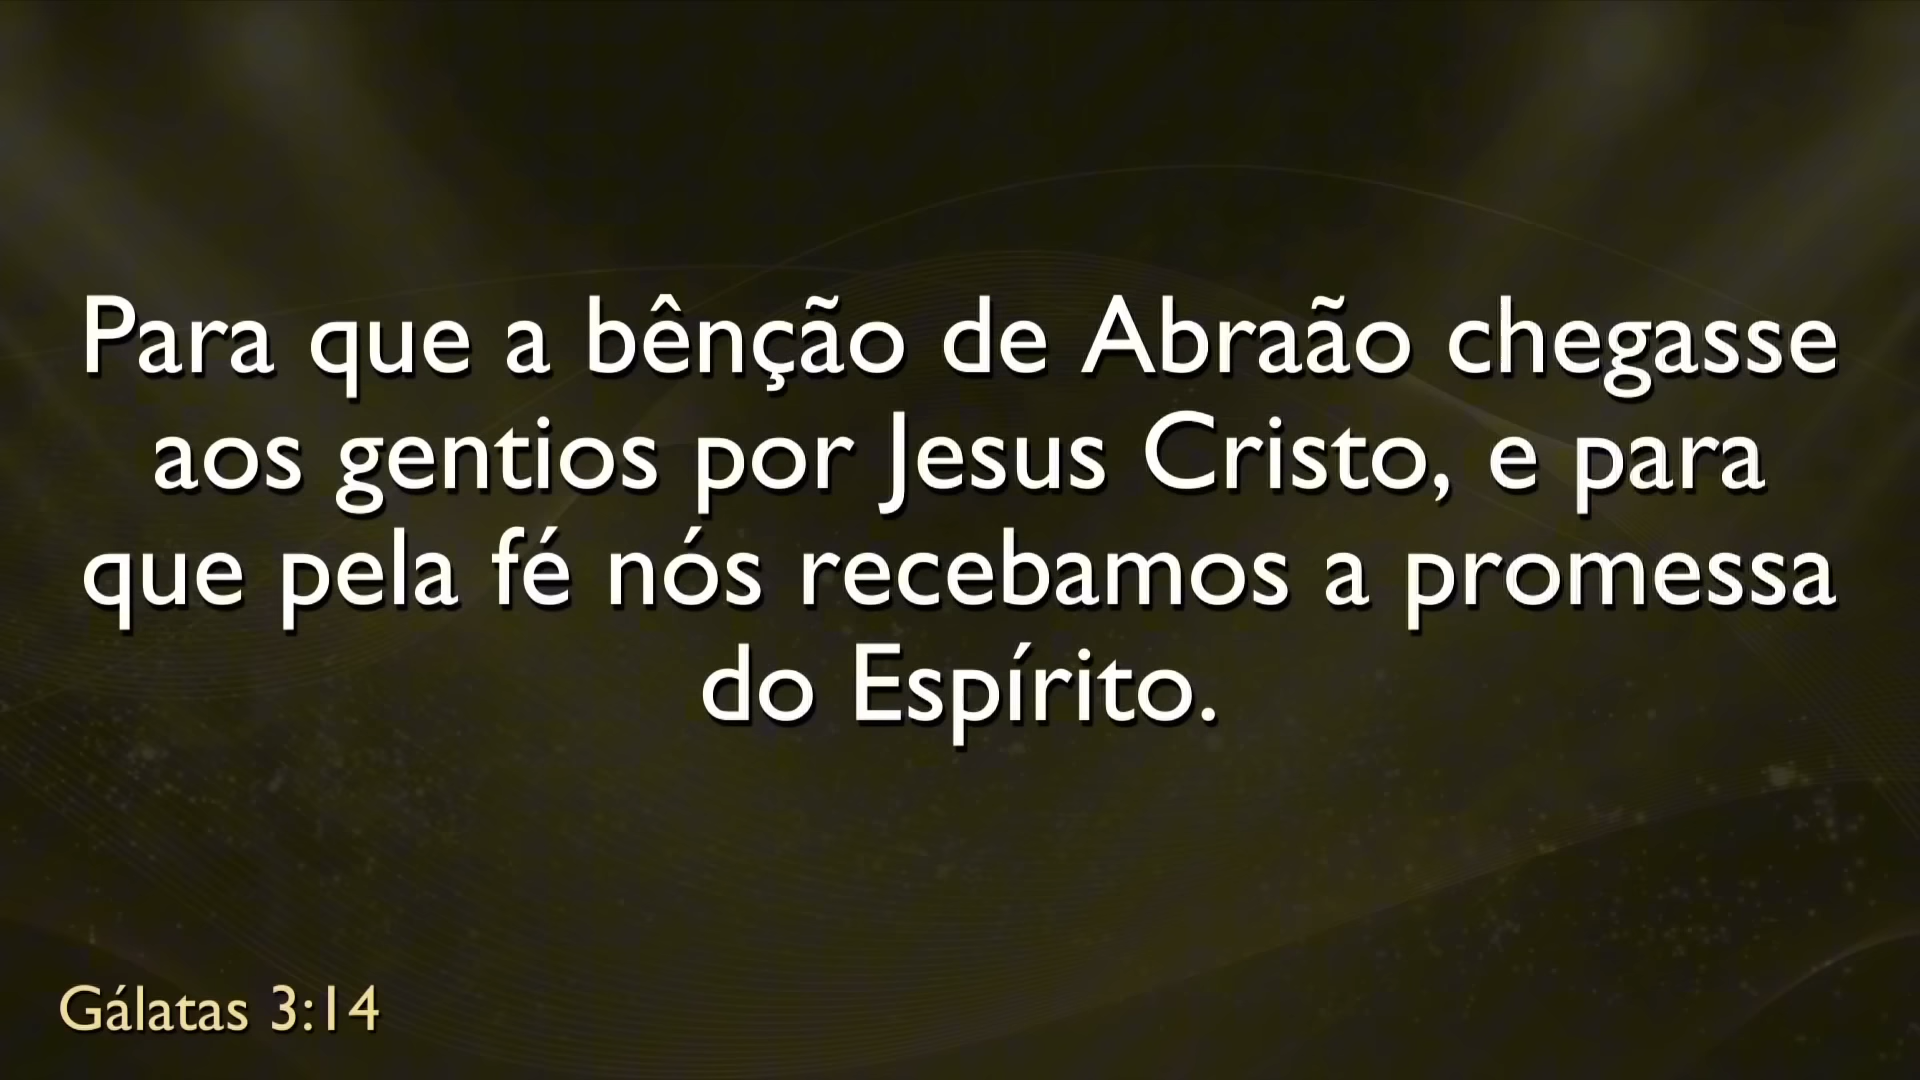 Para que a bênção de Abraão chegasse
aos gentios por Jesus Cristo, e para
que pela fé nós recebamos a promessa
do Espírito.
Gálatas 3:14